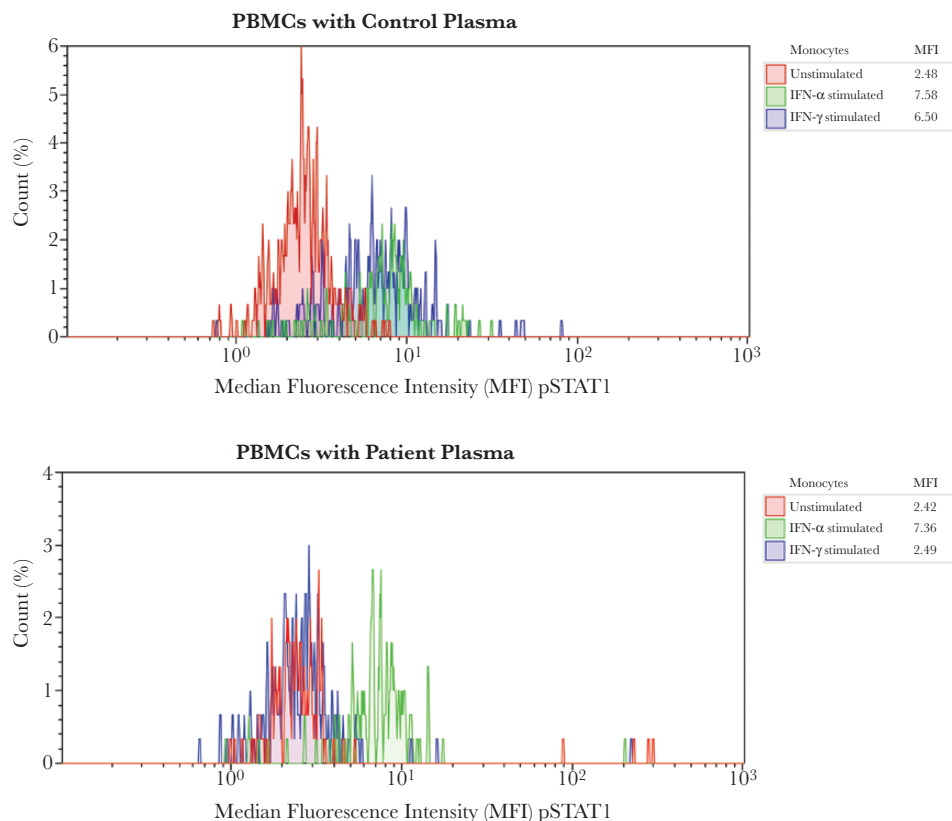 PBMCs with Control Plasma
6
5
4
3
2
1
0
Count (%)
10⁰ 10¹ 10² 10³
Median Fluorescence Intensity (MFI) pSTAT1
Monocytes MFI
Unstimulated 2.48
IFN-α stimulated 7.58
IFN-γ stimulated 6.50
PBMCs with Patient Plasma
4
3
2
1
0
Count (%)
10⁰ 10¹ 10² 10³
Median Fluorescence Intensity (MFI) pSTAT1
Monocytes MFI
Unstimulated 2.42
IFN-α stimulated 7.36
IFN-γ stimulated 2.49